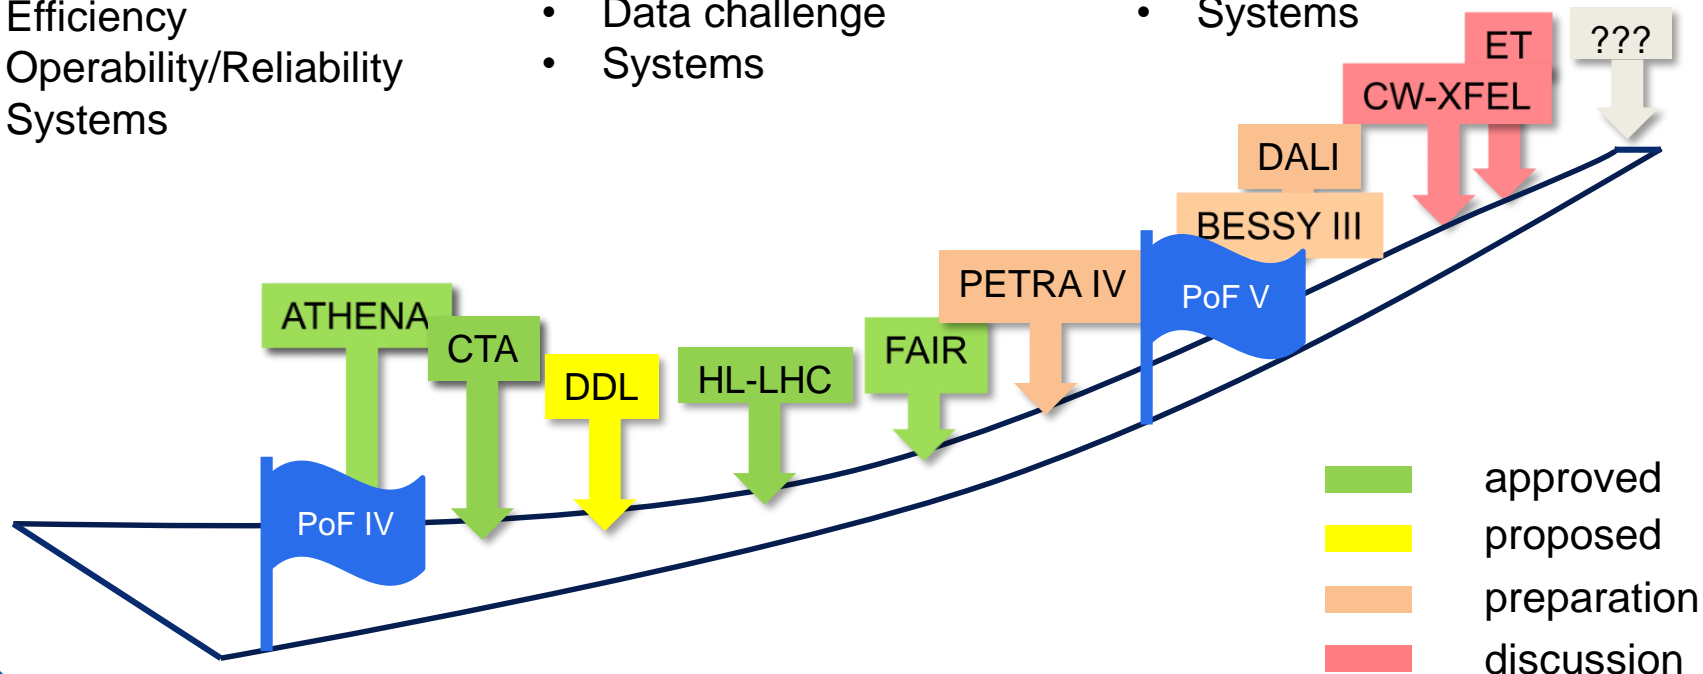 Efficiency
Operability/Reliability
Systems
• Data challenge
• Systems
• Systems
ET
???
CW-XFEL
DALI
BESSY III
PETRA IV
PoF V
ATHENA
CTA
DDL
HL-LHC
FAIR
PoF IV
approved
proposed
preparation
discussion